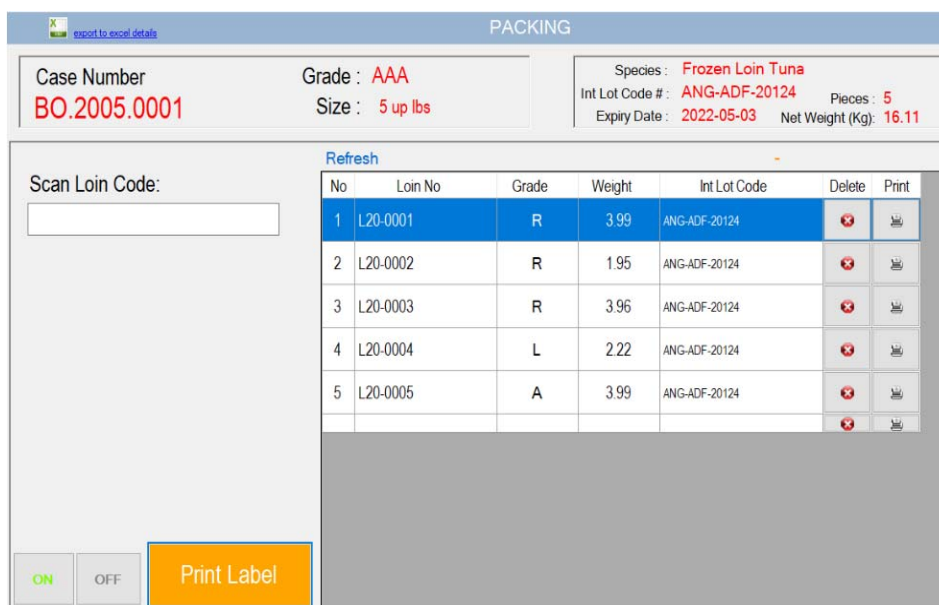 export to excel details
PACKING
Case Number
BO.2005.0001
Grade : AAA
Size : 5 up lbs
Species : Frozen Loin Tuna
Int Lot Code # : ANG-ADF-20124
Pieces : 5
Expiry Date : 2022-05-03
Net Weight (Kg): 16.11
Refresh
-
Scan Loin Code:
No Loin No Grade Weight Int Lot Code Delete Print
1 L20-0001 R 3.99 ANG-ADF-20124
2 L20-0002 R 1.95 ANG-ADF-20124
3 L20-0003 R 3.96 ANG-ADF-20124
4 L20-0004 L 2.22 ANG-ADF-20124
5 L20-0005 A 3.99 ANG-ADF-20124
ON OFF Print Label